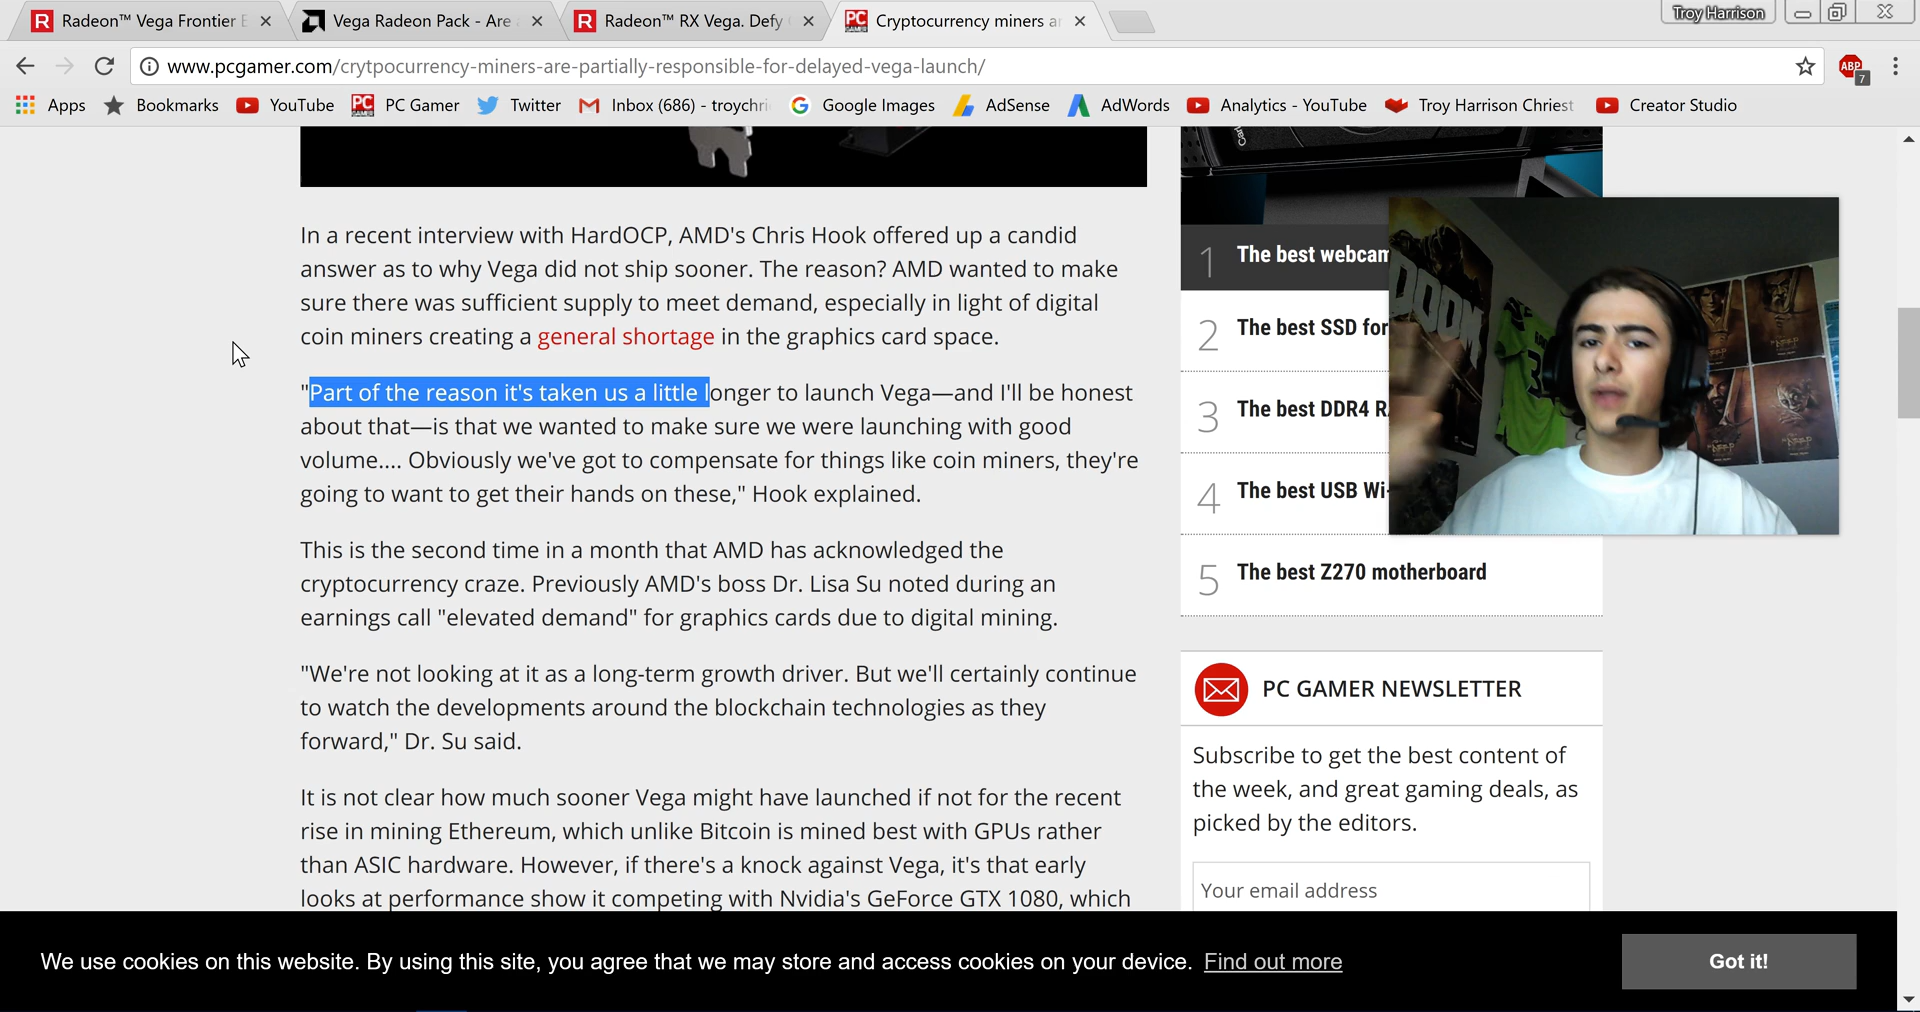 Radeon™ Vega Frontier E
Vega Radeon Pack - Are
Radeon™ RX Vega. Defy
Cryptocurrency miners ar
Troy Harrison
www.pcgamer.com/crytpocurrency-miners-are-partially-responsible-for-delayed-vega-launch/
ABP
7
Apps
Bookmarks
YouTube
PC Gamer
Twitter
Inbox (686) - troychri
Google Images
AdSense
AdWords
Analytics - YouTube
Troy Harrison Chriest
Creator Studio
In a recent interview with HardOCP, AMD's Chris Hook offered up a candid
answer as to why Vega did not ship sooner. The reason? AMD wanted to make
sure there was sufficient supply to meet demand, especially in light of digital
coin miners creating a general shortage in the graphics card space.
"Part of the reason it's taken us a little longer to launch Vega—and I'll be honest
about that—is that we wanted to make sure we were launching with good
volume.... Obviously we've got to compensate for things like coin miners, they're
going to want to get their hands on these," Hook explained.
This is the second time in a month that AMD has acknowledged the
cryptocurrency craze. Previously AMD's boss Dr. Lisa Su noted during an
earnings call "elevated demand" for graphics cards due to digital mining.
"We're not looking at it as a long-term growth driver. But we'll certainly continue
to watch the developments around the blockchain technologies as they
forward," Dr. Su said.
It is not clear how much sooner Vega might have launched if not for the recent
rise in mining Ethereum, which unlike Bitcoin is mined best with GPUs rather
than ASIC hardware. However, if there's a knock against Vega, it's that early
looks at performance show it competing with Nvidia's GeForce GTX 1080, which
1 The best webcam
2 The best SSD for
3 The best DDR4 R
4 The best USB Wi-
5 The best Z270 motherboard
DOOM
PC GAMER NEWSLETTER
Subscribe to get the best content of
the week, and great gaming deals, as
picked by the editors.
Your email address
We use cookies on this website. By using this site, you agree that we may store and access cookies on your device. Find out more
Got it!